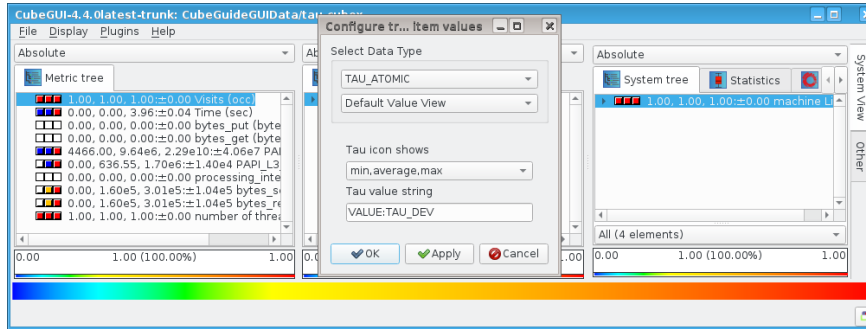 CubeGUI-4.4.0latest-trunk: CubeGuideGUIData/tau.cubex
File Display Plugins Help
Absolute
Metric tree
1.00, 1.00, 1.00:±0.00 Visits (occ)
0.00, 0.00, 3.96:±0.04 Time (sec)
0.00, 0.00, 0.00:±0.00 bytes_put (byte
0.00, 0.00, 0.00:±0.00 bytes_get (byte
4466.00, 9.64e6, 2.29e10:±4.06e7 PAI
0.00, 636.55, 1.70e6:±1.40e4 PAPI_L3
0.00, 0.00, 0.00:±0.00 processing_inte
0.00, 1.60e5, 3.01e5:±1.04e5 bytes_s
0.00, 1.60e5, 3.01e5:±1.04e5 bytes_re
1.00, 1.00, 1.00:±0.00 number of threa
0.00 1.00 (100.00%) 1.00
Ab
0.0
.00
Configure tr... item values
Select Data Type
TAU_ATOMIC
Default Value View
Tau icon shows
min,average,max
Tau value string
VALUE:TAU_DEV
OK Apply Cancel
Absolute
System tree Statistics
1.00, 1.00, 1.00:±0.00 machine Li
All (4 elements)
0.00 1.00 (100.00%) 1.00
System View
Other